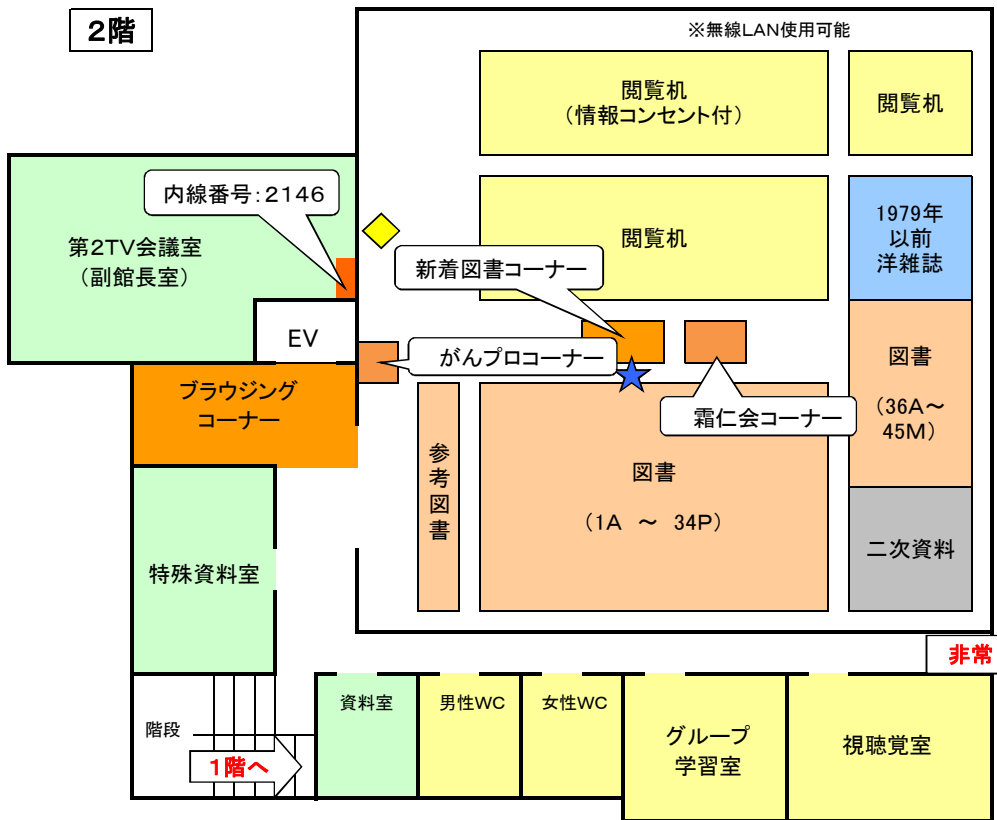 2階
※無線LAN使用可能
閲覧机
（情報コンセント付）
閲覧机
内線番号：2146
第2TV会議室
（副館長室）
閲覧机
1979年
以前
洋雑誌
新着図書コーナー
EV
がんプロコーナー
図書
（36A～
45M）
ブラウジング
コーナー
霜仁会コーナー
参考図書
図書
（1A ～ 34P）
二次資料
特殊資料室
非常
階段
1階へ
資料室
男性WC
女性WC
グループ
学習室
視聴覚室